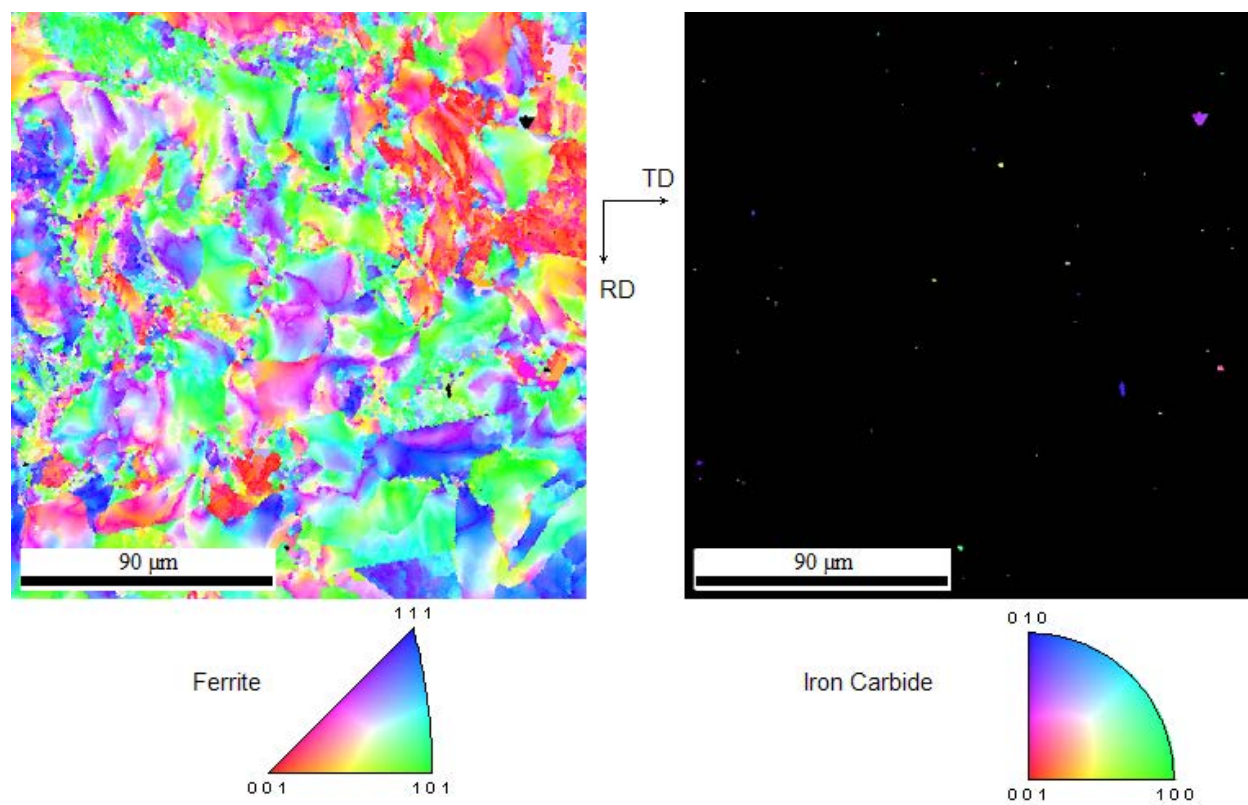 TD
RD
90 µm
90 µm
1 1 1
Ferrite
0 0 1
1 0 1
0 1 0
Iron Carbide
0 0 1
1 0 0